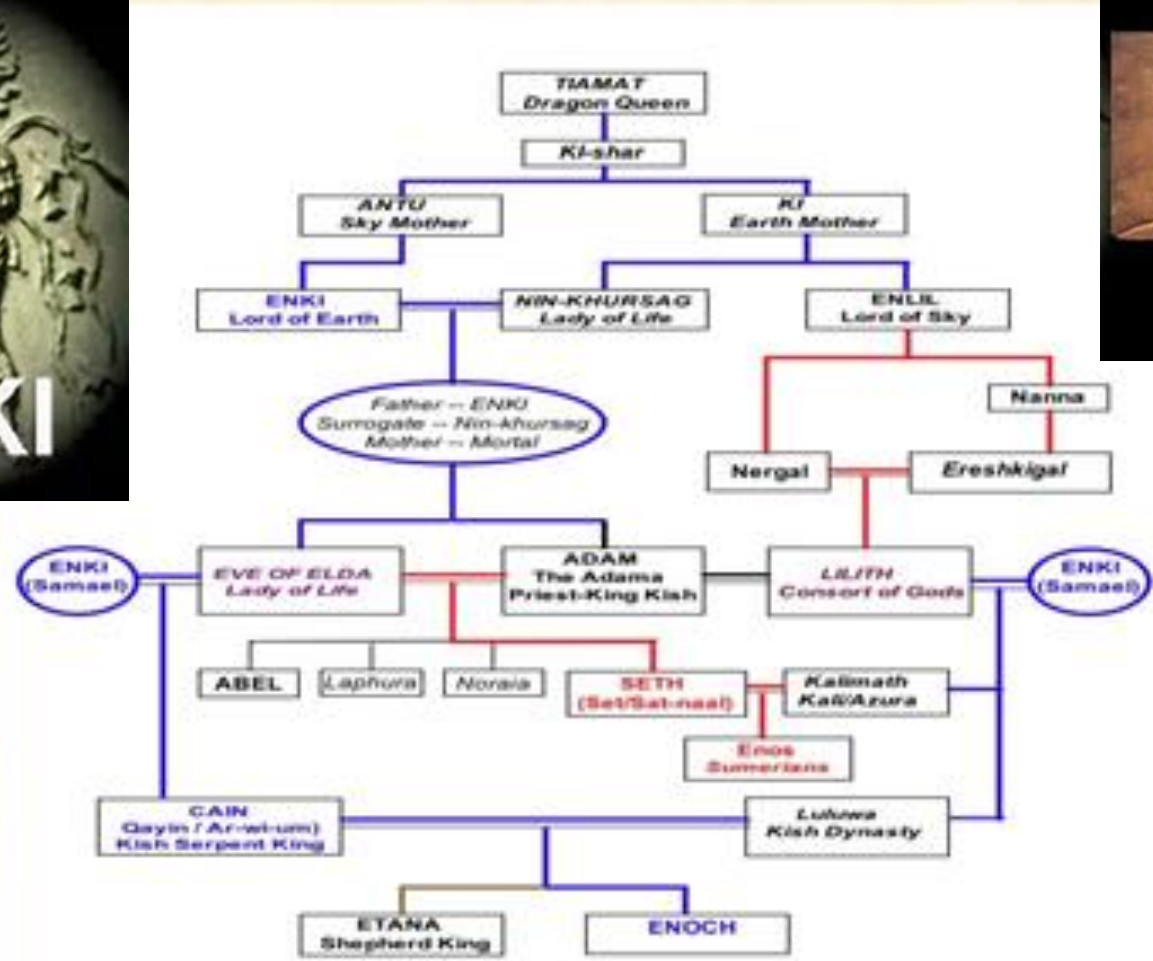 TIAMAT
Dragon Queen
Ki-shar
ANTU
Sky Mother
KI
Earth Mother
ENKI
Lord of Earth
NIN-KHURSAG
Lady of Life
ENLIL
Lord of Sky
Father -- ENKI
Surrogate -- Nin-khursag
Mother -- Mortal
Nanna
Nergal
Ereshkigal
KI
ENKI
(Samael)
EVE OF ELDA
Lady of Life
ADAM
The Adama
Priest-King Kish
LILITH
Consort of Gods
ENKI
(Samael)
ABEL
Laphura
Noraia
SETH
(Set/Sat-naal)
Kalimath
Kali/Azura
Enos
Sumerians
CAIN
Qayin / Ar-wi-um)
Kish Serpent King
Luluwa
Kish Dynasty
ETANA
Shepherd King
ENOCH